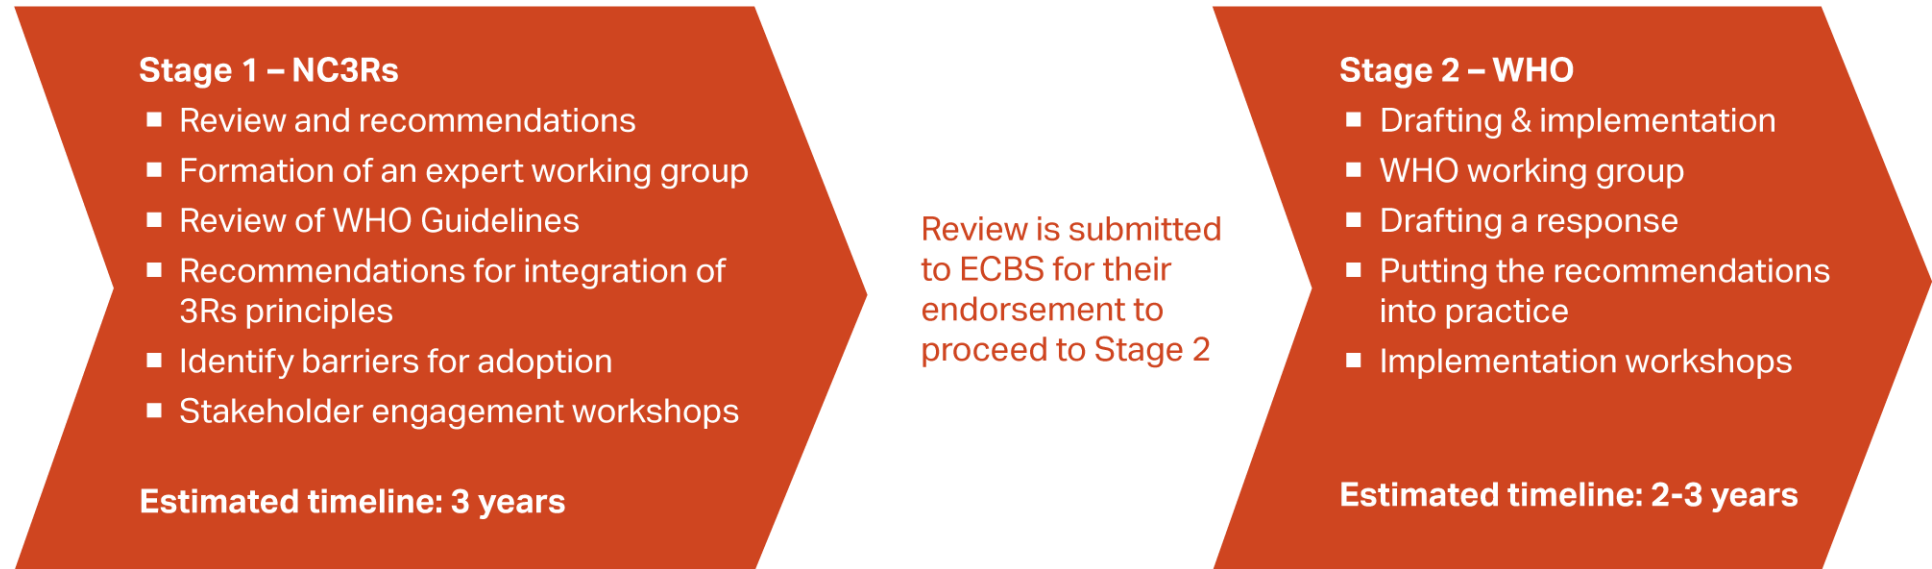 Stage 1 – NC3Rs
Review and recommendations
Formation of an expert working group
Review of WHO Guidelines
Recommendations for integration of
3Rs principles
Identify barriers for adoption
Stakeholder engagement workshops
Estimated timeline: 3 years
Review is submitted
to ECBS for their
endorsement to
proceed to Stage 2
Stage 2 – WHO
Drafting & implementation
WHO working group
Drafting a response
Putting the recommendations
into practice
Implementation workshops
Estimated timeline: 2-3 years